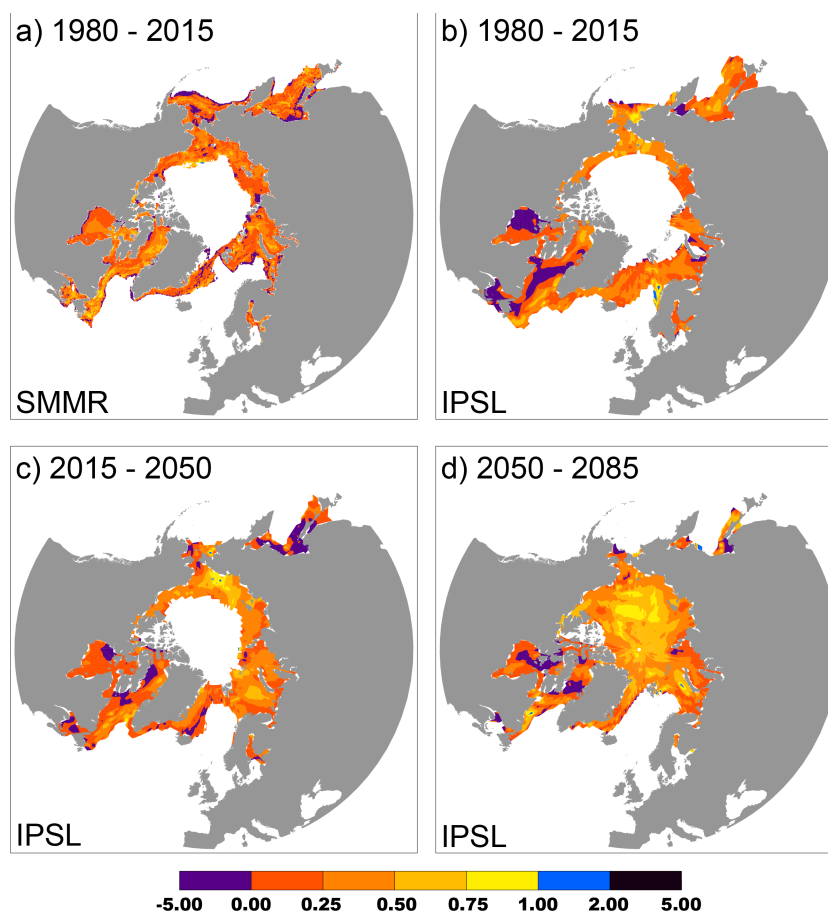 a) 1980 - 2015
SMMR
b) 1980 - 2015
IPSL
c) 2015 - 2050
IPSL
d) 2050 - 2085
IPSL
-5.00 0.00 0.25 0.50 0.75 1.00 2.00 5.00